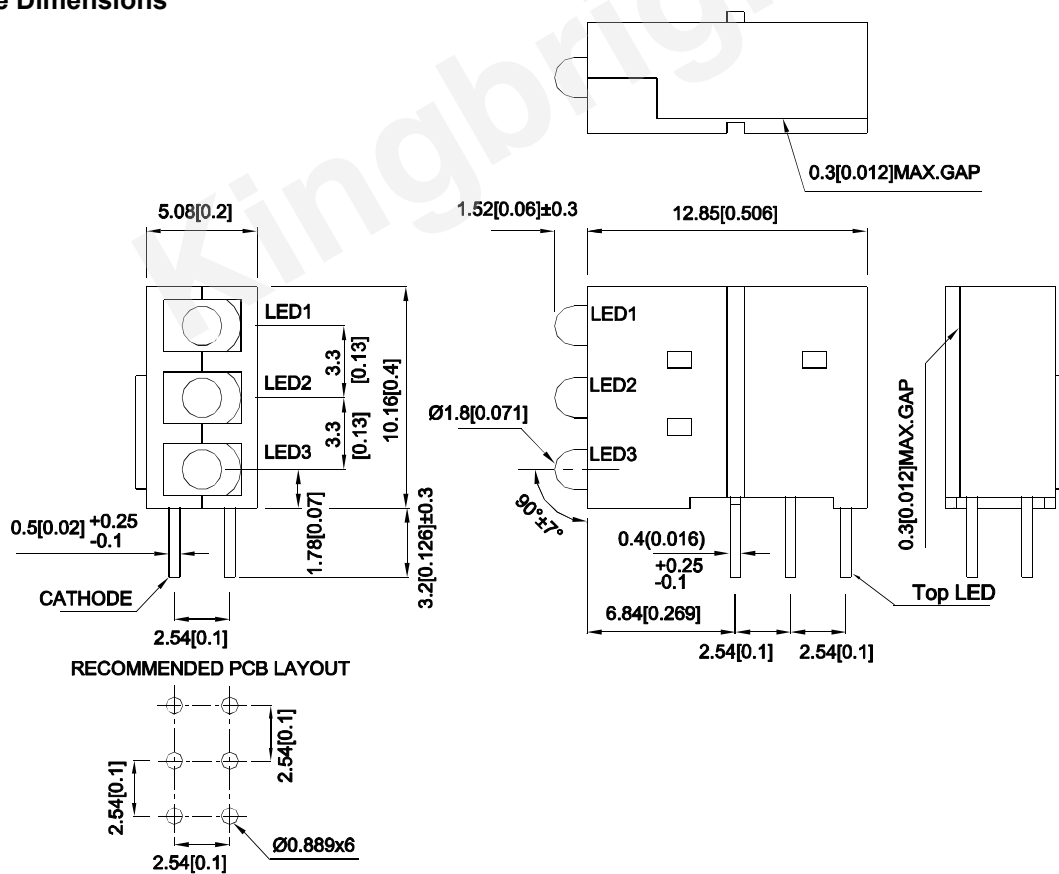 e Dimensions
Kingbrigh
0.3[0.012]MAX.GAP
5.08[0.2]
1.52[0.06]±0.3
12.85[0.506]
LED1
LED2
LED3
3.3
[0.13]
3.3
[0.13]
10.16[0.4]
1.78[0.07]
3.2[0.126]±0.3
0.5[0.02] +0.25
-0.1
CATHODE
2.54[0.1]
LED1
LED2
LED3
Ø1.8[0.071]
90°±7°
0.4(0.016)
+0.25
-0.1
6.84[0.269]
2.54[0.1]
2.54[0.1]
Top LED
0.3[0.012]MAX.GAP
RECOMMENDED PCB LAYOUT
2.54[0.1]
2.54[0.1]
2.54[0.1]
Ø0.889x6